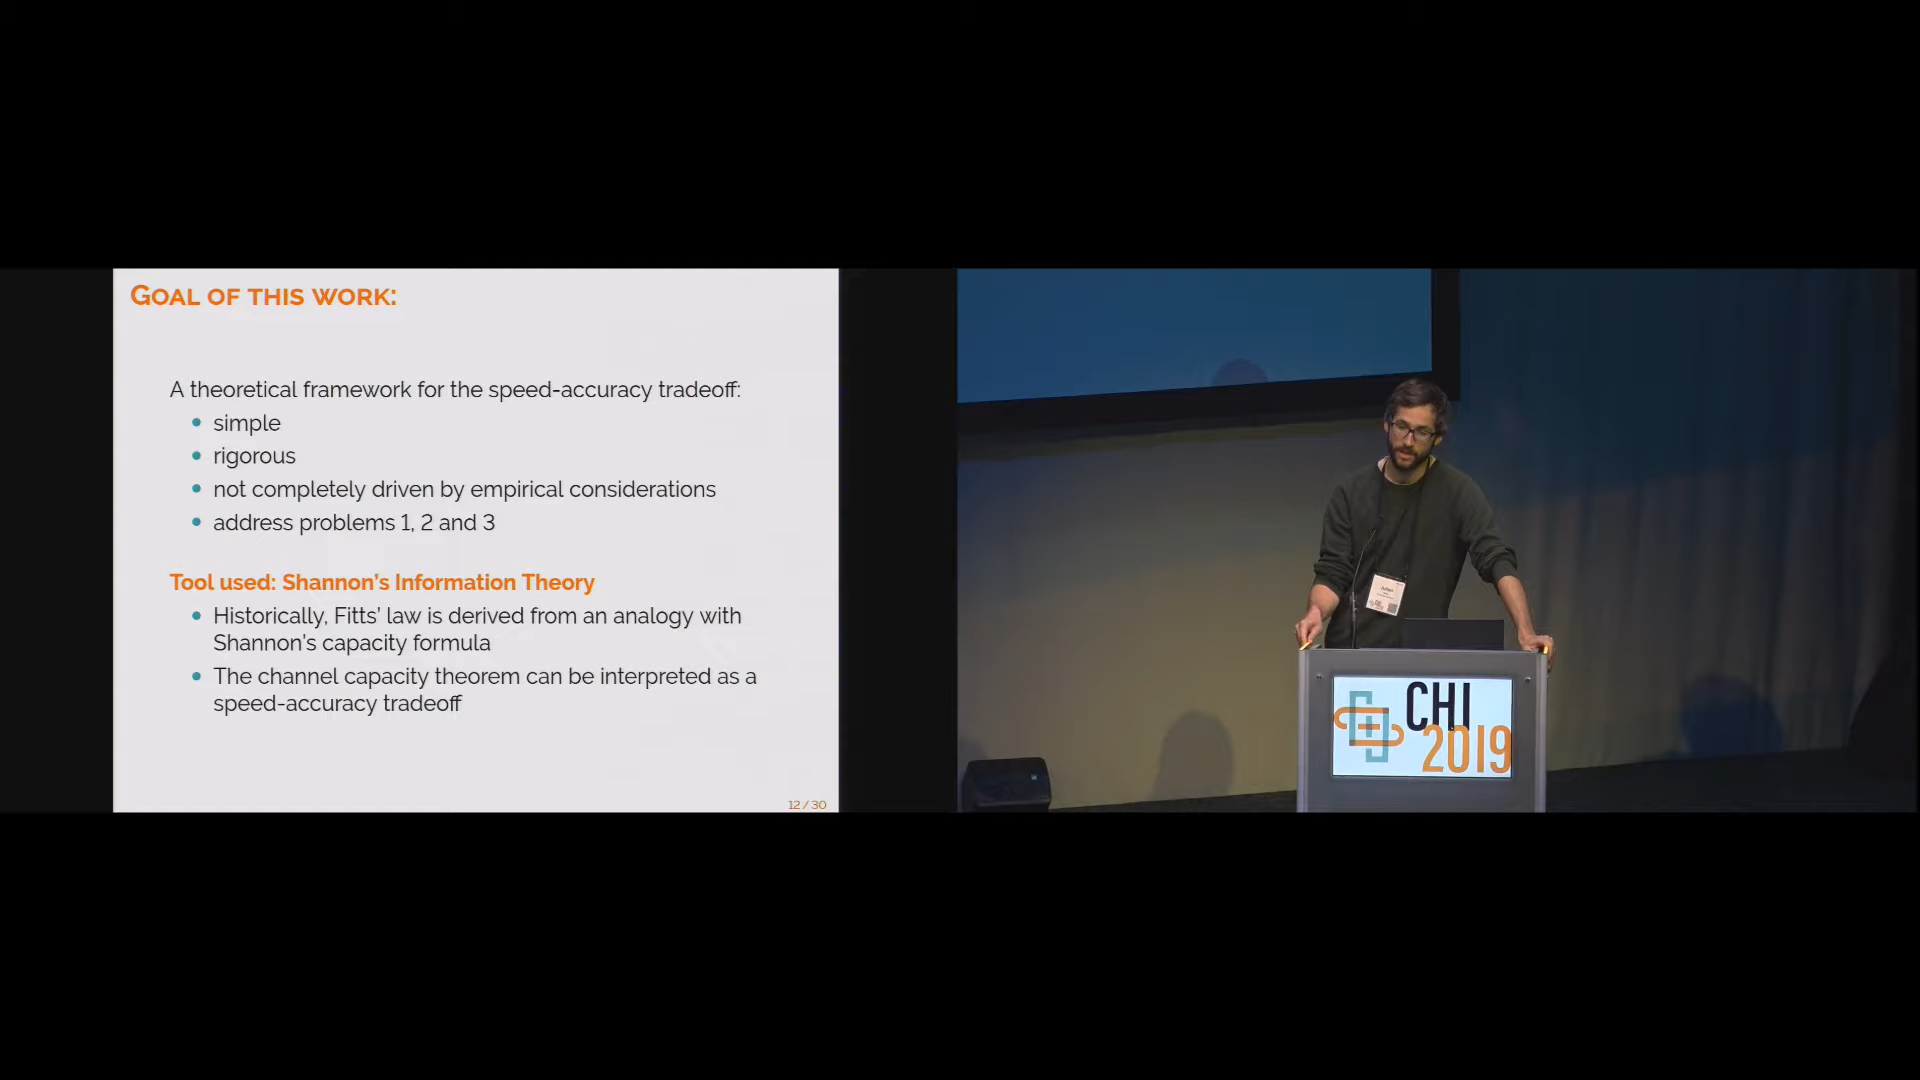 GOAL OF THIS WORK:
A theoretical framework for the speed-accuracy tradeoff:
• simple
• rigorous
• not completely driven by empirical considerations
• address problems 1, 2 and 3
Tool used: Shannon's Information Theory
• Historically, Fitts' law is derived from an analogy with
Shannon's capacity formula
• The channel capacity theorem can be interpreted as a
speed-accuracy tradeoff
12 / 30
CHI
2019